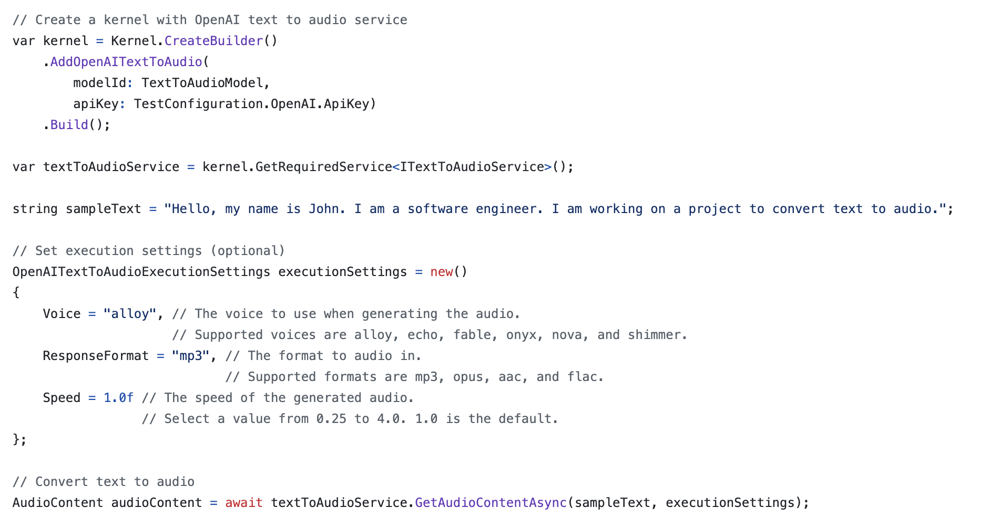 // Create a kernel with OpenAI text to audio service
var kernel = Kernel.CreateBuilder()
    .AddOpenAITextToAudio(
        modelId: TextToAudioModel,
        apiKey: TestConfiguration.OpenAI.ApiKey)
    .Build();

var textToAudioService = kernel.GetRequiredService<ITextToAudioService>();

string sampleText = "Hello, my name is John. I am a software engineer. I am working on a project to convert text to audio.";

// Set execution settings (optional)
OpenAITextToAudioExecutionSettings executionSettings = new()
{
    Voice = "alloy", // The voice to use when generating the audio.
                     // Supported voices are alloy, echo, fable, onyx, nova, and shimmer.
    ResponseFormat = "mp3", // The format to audio in.
                            // Supported formats are mp3, opus, aac, and flac.
    Speed = 1.0f // The speed of the generated audio.
                 // Select a value from 0.25 to 4.0. 1.0 is the default.
};

// Convert text to audio
AudioContent audioContent = await textToAudioService.GetAudioContentAsync(sampleText, executionSettings);